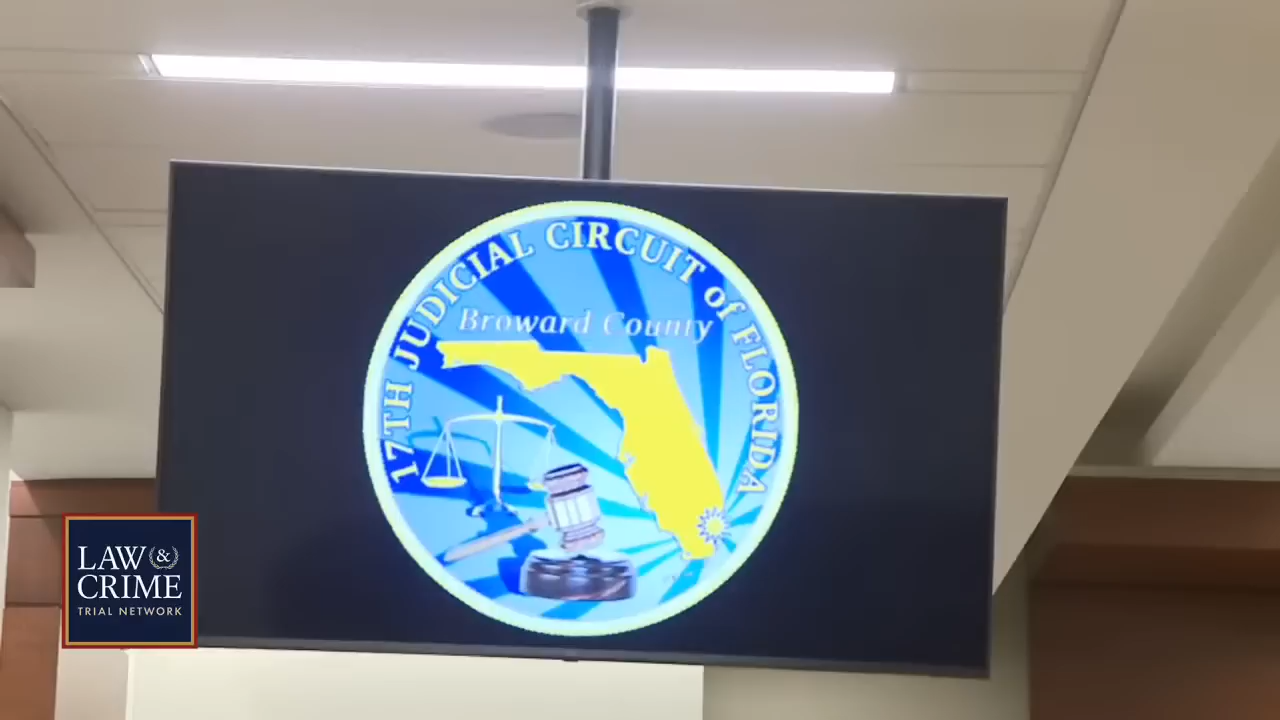 17TH JUDICIAL CIRCUIT of FLORIDA
Broward County
LAW &
CRIME
TRIAL NETWORK